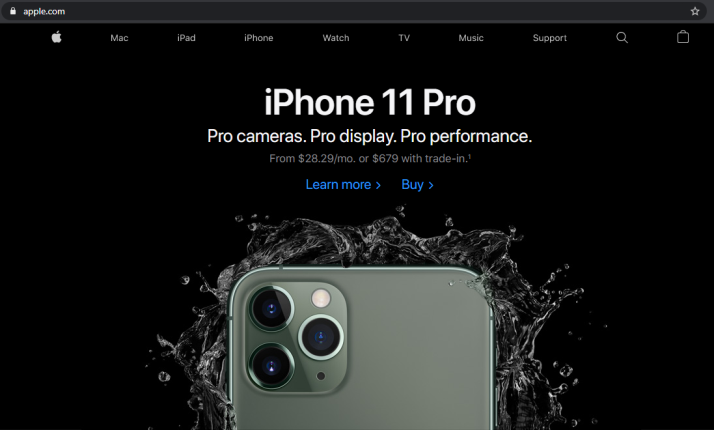 apple.com
Mac iPad iPhone Watch TV Music Support
iPhone 11 Pro
Pro cameras. Pro display. Pro performance.
From $28.29/mo. or $679 with trade-in.¹
Learn more > Buy >